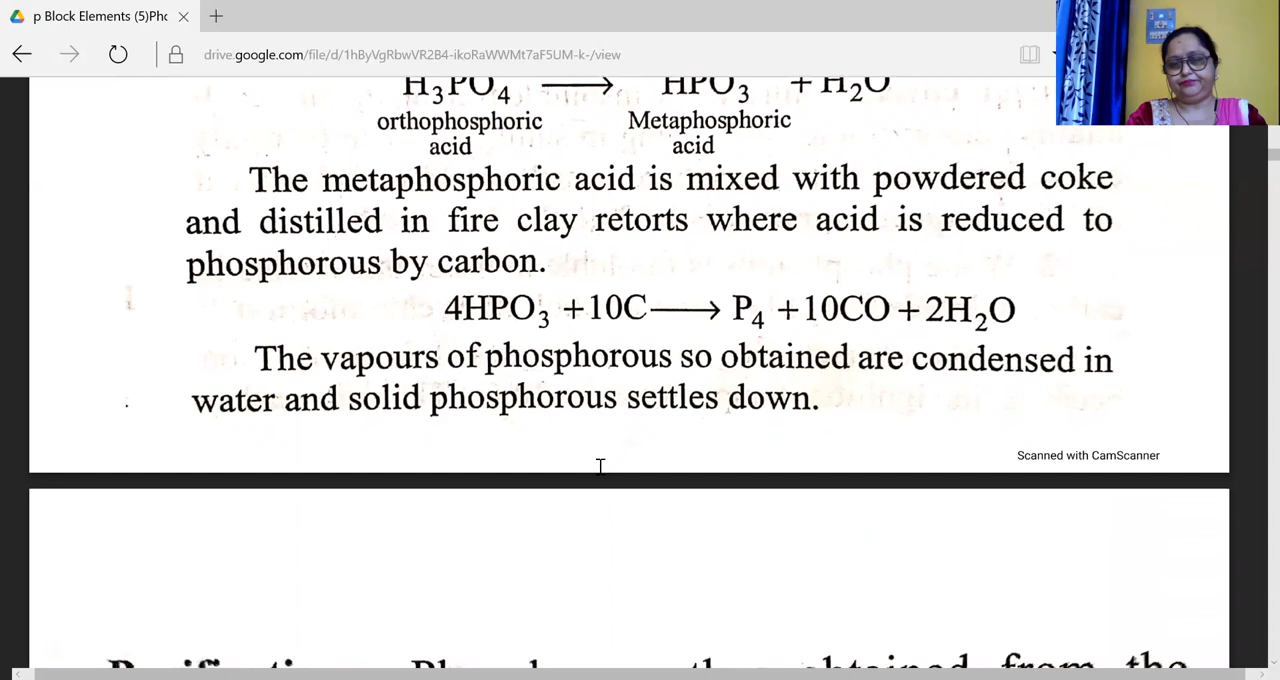 p Block Elements (5)Pho
drive.google.com/file/d/1hByVgRbwVR2B4-ikoRaWWMt7aF5UM-k-/view
H₃PO₄ ⟶ HPO₃ + H₂O
orthophosphoric Metaphosphoric
acid acid
The metaphosphoric acid is mixed with powdered coke
and distilled in fire clay retorts where acid is reduced to
phosphorous by carbon.
4HPO₃ +10C ⟶ P₄ +10CO + 2H₂O
The vapours of phosphorous so obtained are condensed in
water and solid phosphorous settles down.
Scanned with CamScanner
obtained from the